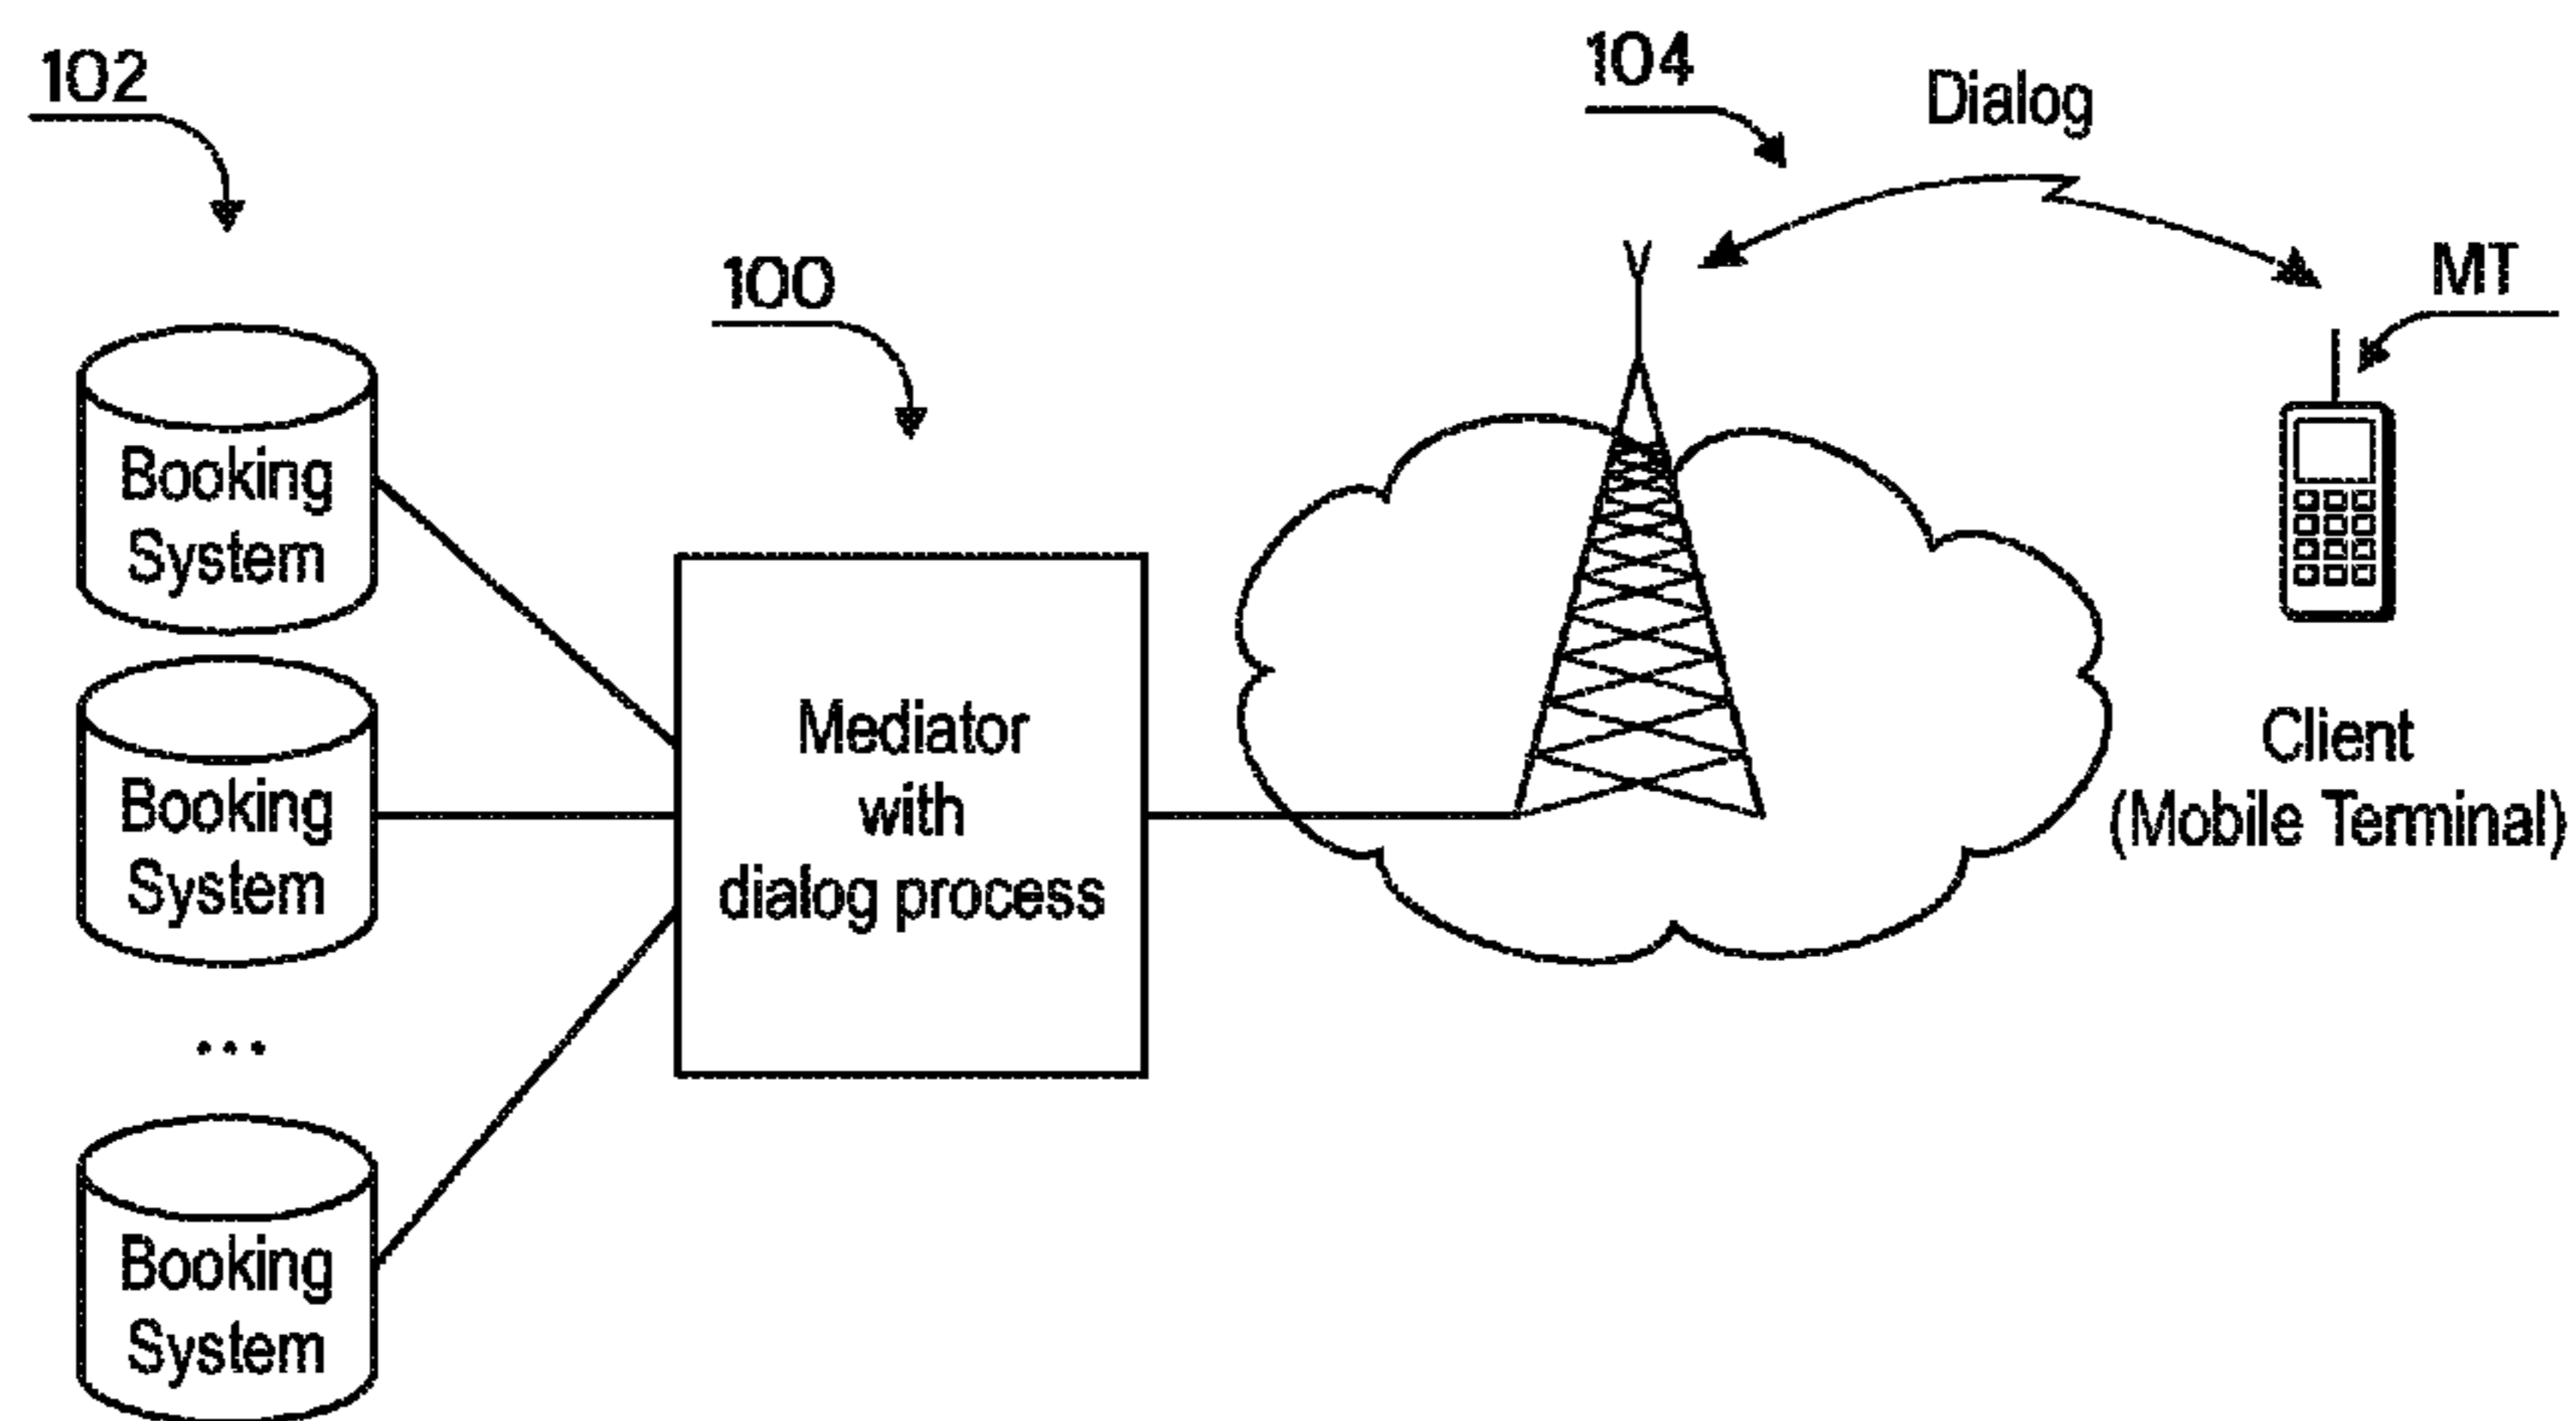 102
104
Dialog
100
MT
Booking
System
Mediator
with
dialog process
Client
(Mobile Terminal)
Booking
System
...
Booking
System